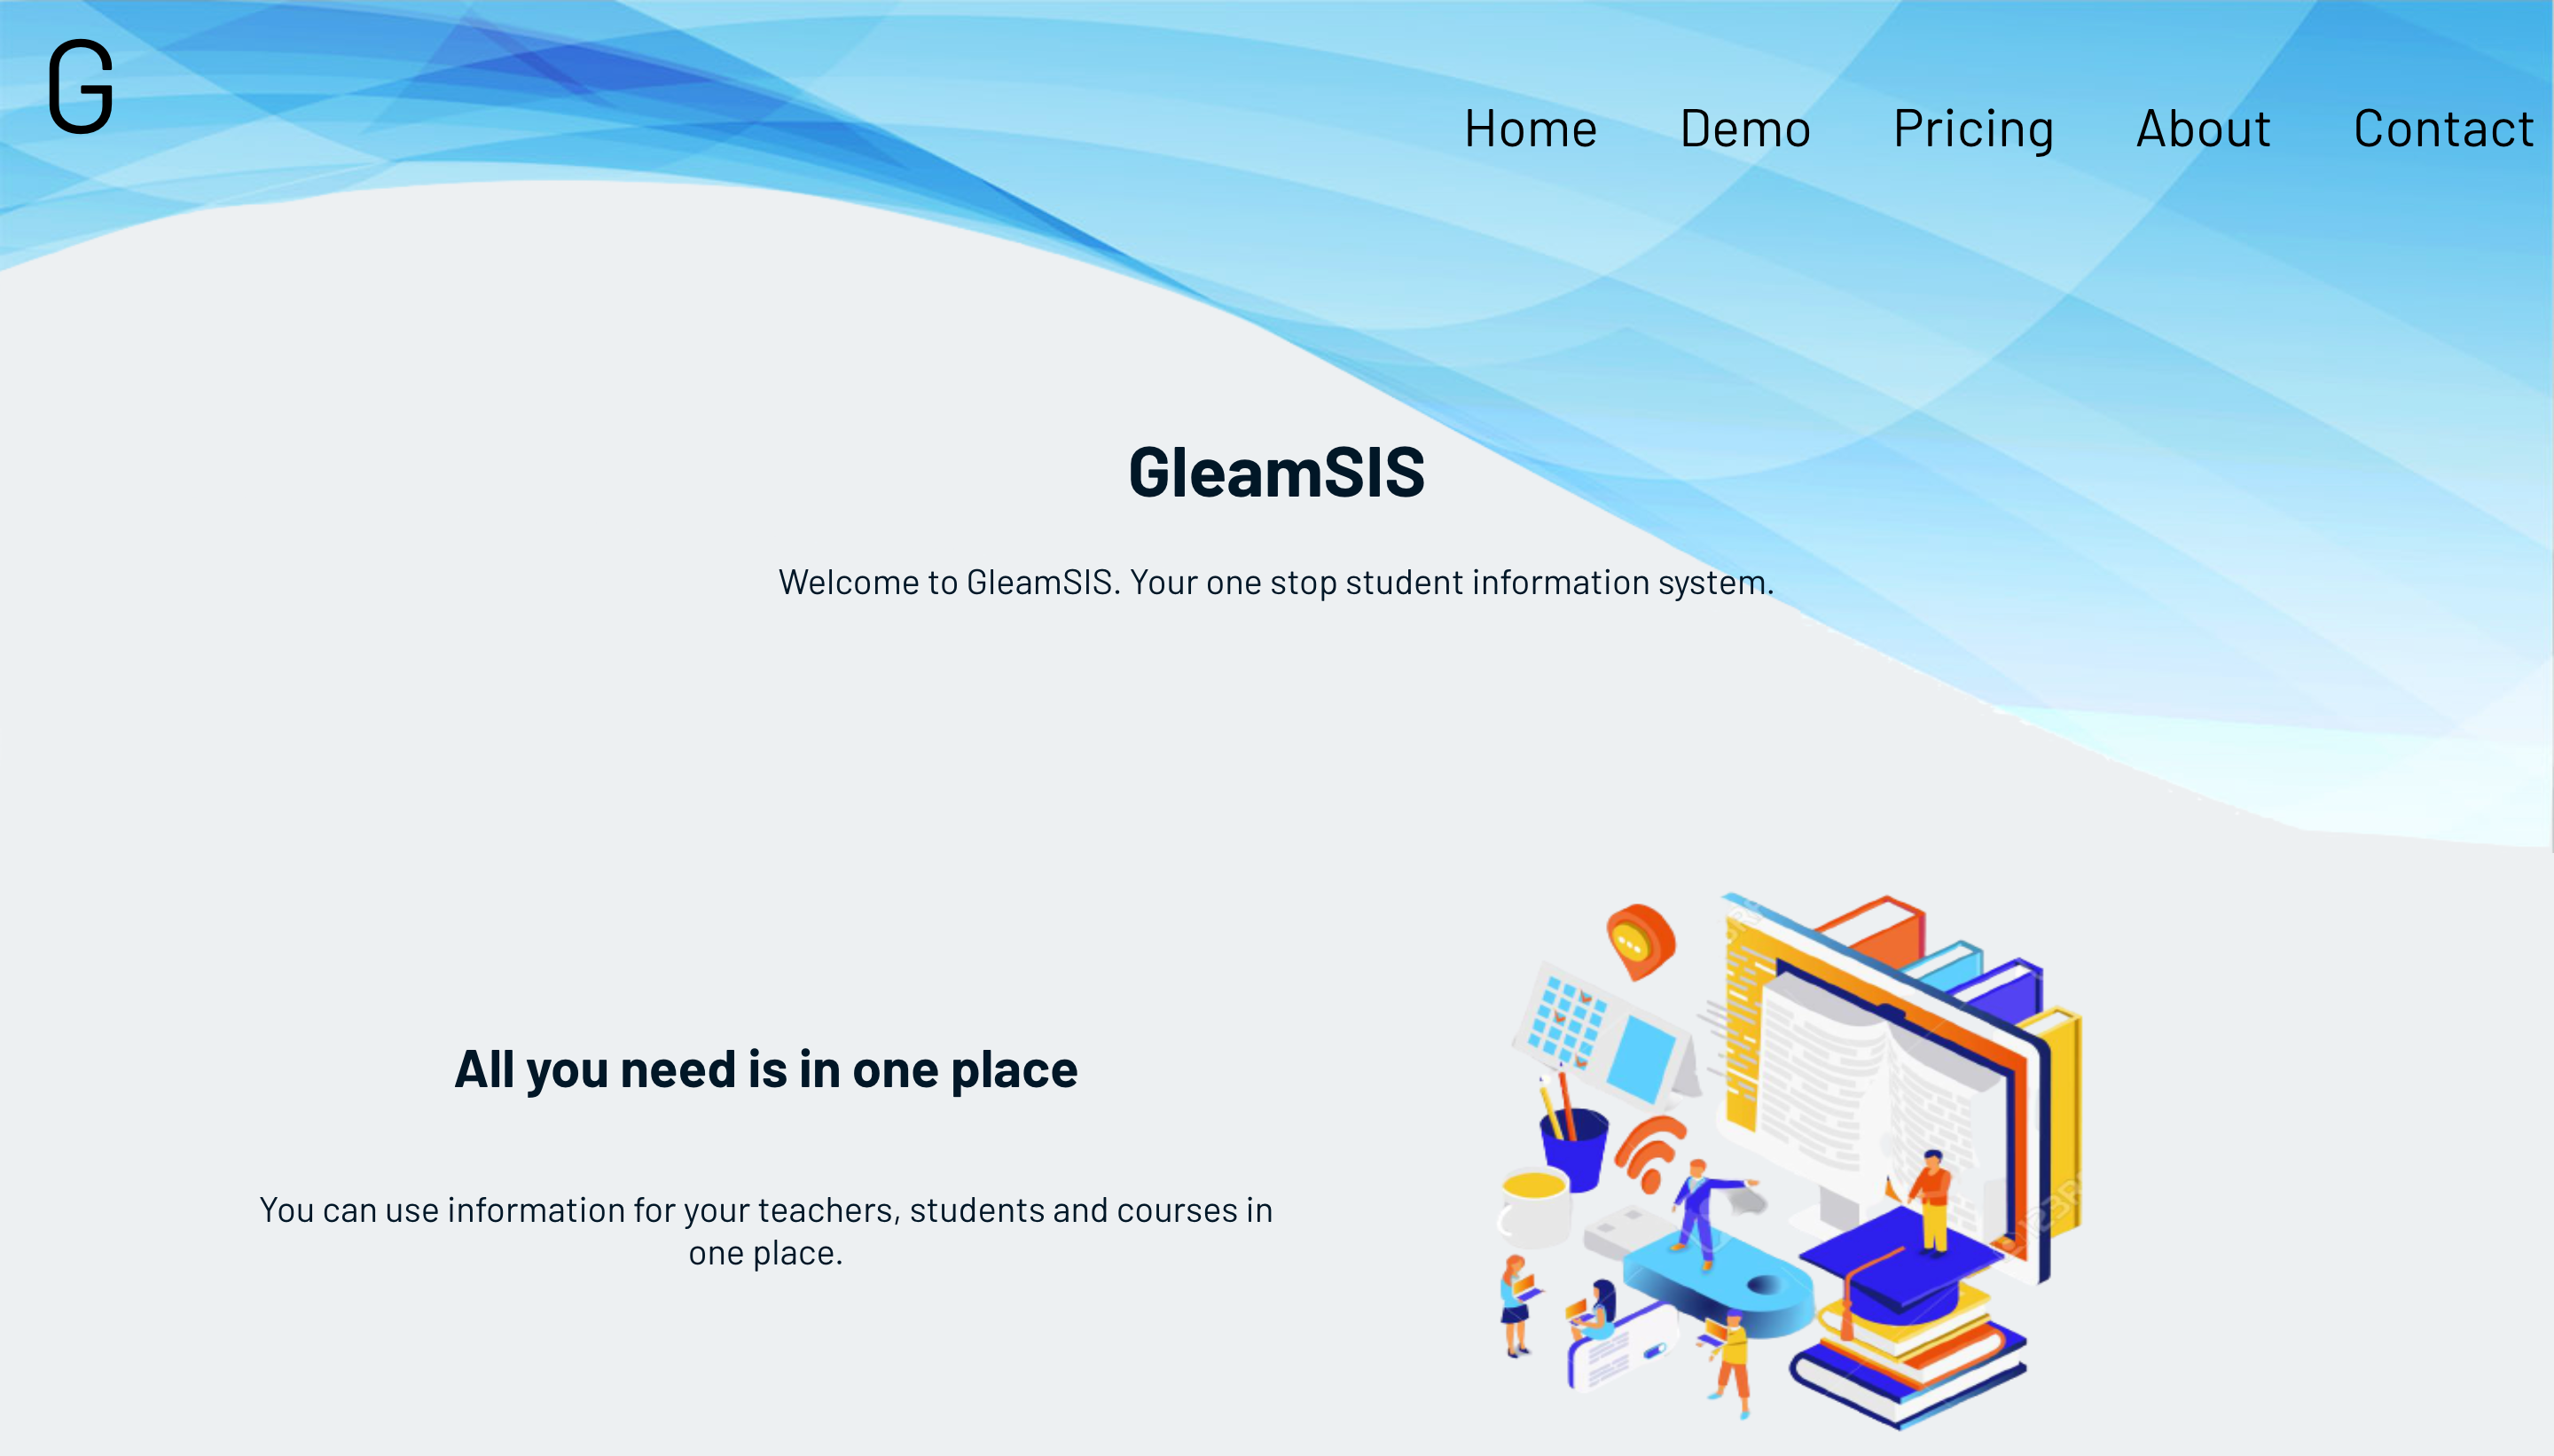 G
Home Demo Pricing About Contact
GleamSIS
Welcome to GleamSIS. Your one stop student information system.
All you need is in one place
You can use information for your teachers, students and courses in
one place.